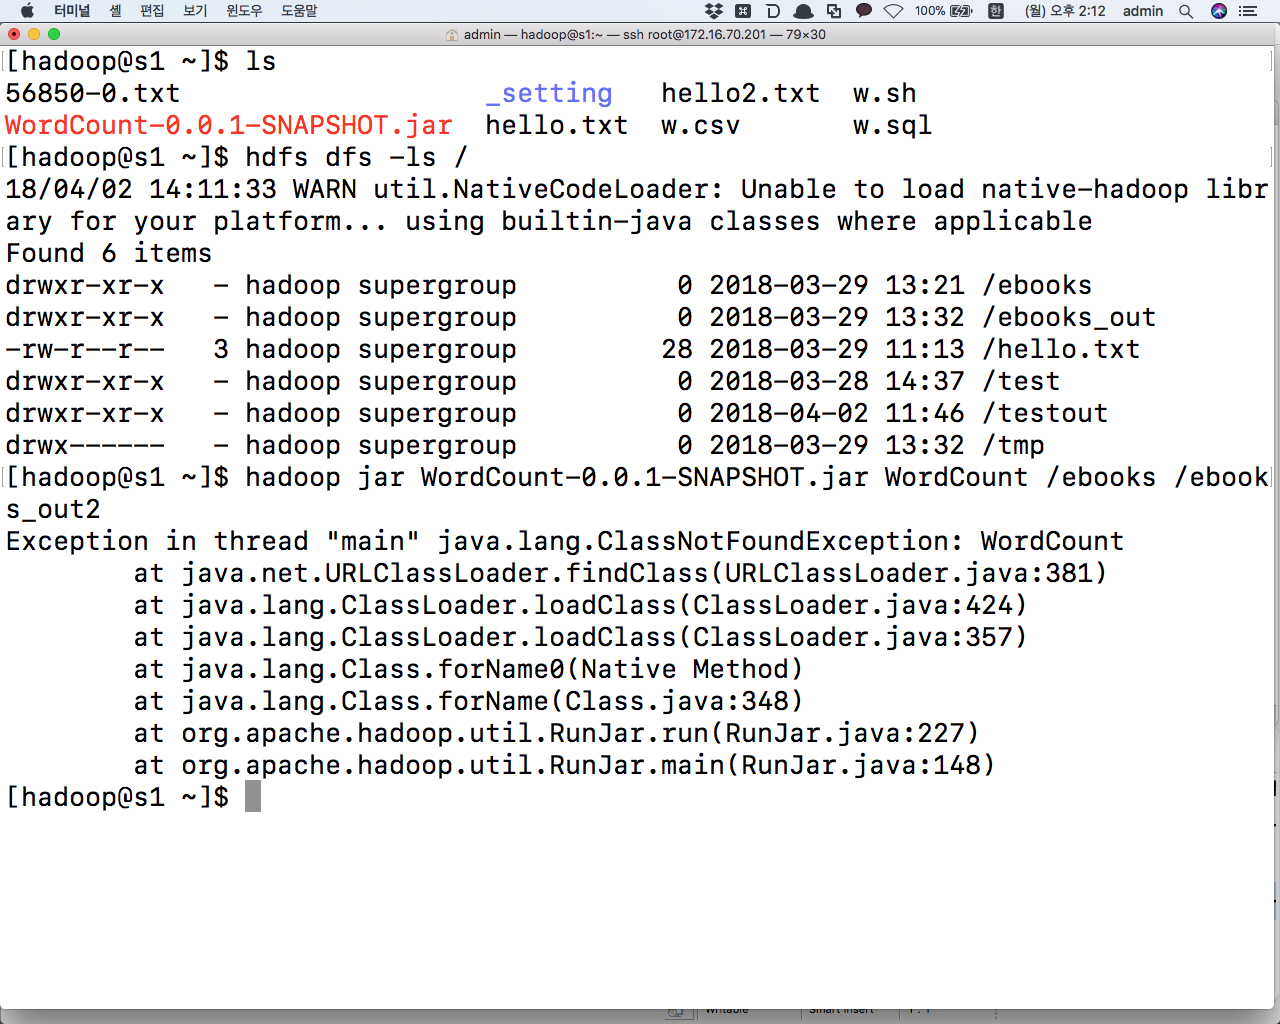 터미널 셸 편집 보기 윈도우 도움말 100% 한 (월) 오후 2:12 admin
admin — hadoop@s1:~ — ssh root@172.16.70.201 — 79×30
[hadoop@s1 ~]$ ls
56850-0.txt _setting hello2.txt w.sh
WordCount-0.0.1-SNAPSHOT.jar hello.txt w.csv w.sql
[hadoop@s1 ~]$ hdfs dfs -ls /
18/04/02 14:11:33 WARN util.NativeCodeLoader: Unable to load native-hadoop libr
ary for your platform... using builtin-java classes where applicable
Found 6 items
drwxr-xr-x - hadoop supergroup 0 2018-03-29 13:21 /ebooks
drwxr-xr-x - hadoop supergroup 0 2018-03-29 13:32 /ebooks_out
-rw-r--r-- 3 hadoop supergroup 28 2018-03-29 11:13 /hello.txt
drwxr-xr-x - hadoop supergroup 0 2018-03-28 14:37 /test
drwxr-xr-x - hadoop supergroup 0 2018-04-02 11:46 /testout
drwx------ - hadoop supergroup 0 2018-03-29 13:32 /tmp
[hadoop@s1 ~]$ hadoop jar WordCount-0.0.1-SNAPSHOT.jar WordCount /ebooks /ebook
s_out2
Exception in thread "main" java.lang.ClassNotFoundException: WordCount
at java.net.URLClassLoader.findClass(URLClassLoader.java:381)
at java.lang.ClassLoader.loadClass(ClassLoader.java:424)
at java.lang.ClassLoader.loadClass(ClassLoader.java:357)
at java.lang.Class.forName0(Native Method)
at java.lang.Class.forName(Class.java:348)
at org.apache.hadoop.util.RunJar.run(RunJar.java:227)
at org.apache.hadoop.util.RunJar.main(RunJar.java:148)
[hadoop@s1 ~]$
Writable Smart Insert 1 : 1